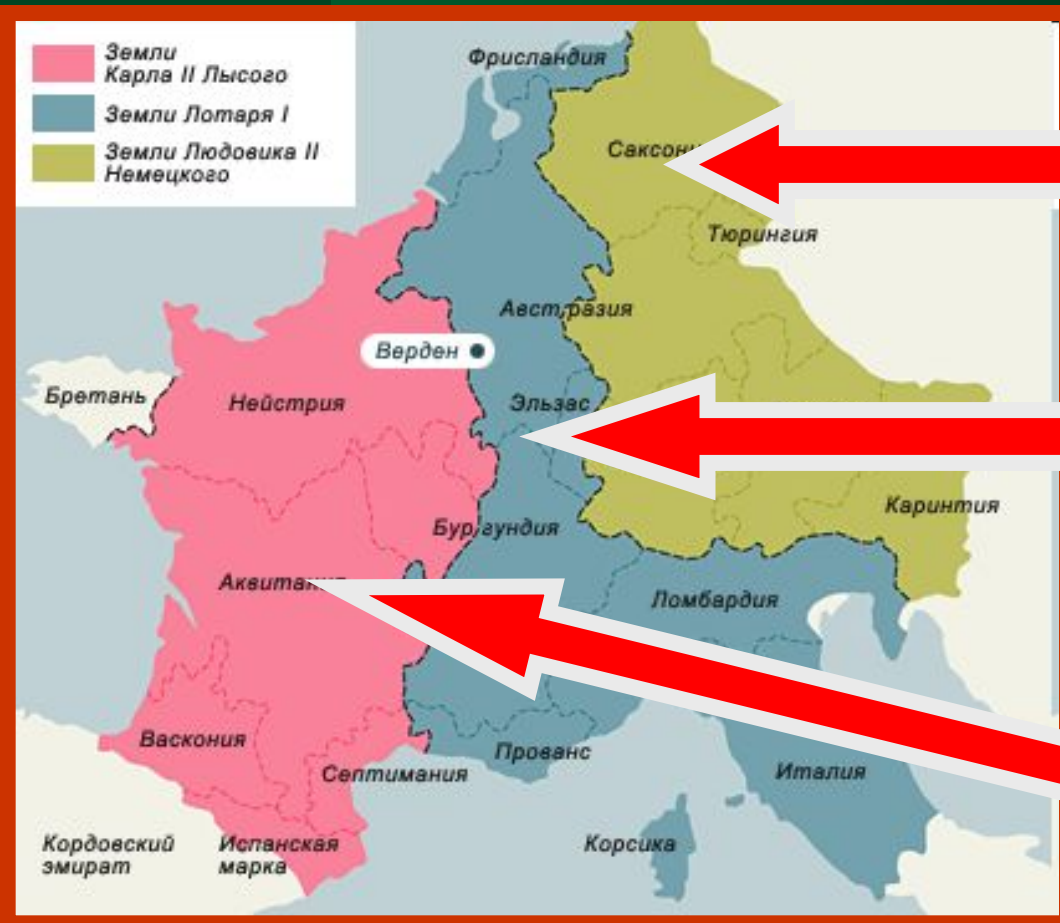 Земли
Карла II Лысого
Земли Лотаря I
Земли Людовика II
Немецкого
Фрисландия
Тюрингия
Австразия
Верден
Бретань
Нейстрия
Эльзас
Каринтия
Бургундия
Ломбардия
Васкония
Прованс
Септимания
Италия
Кордовский
эмират
Испанская
марка
Корсика